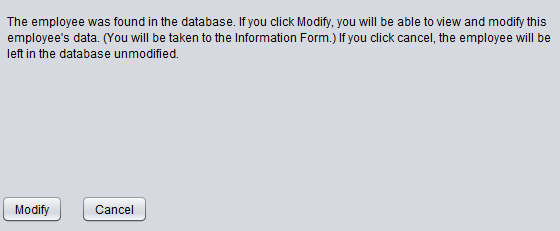 The employee was found in the database. If you click Modify, you will be able to view and modify this
employee's data. (You will be taken to the Information Form.) If you click cancel, the employee will be
left in the database unmodified.
Modify
Cancel